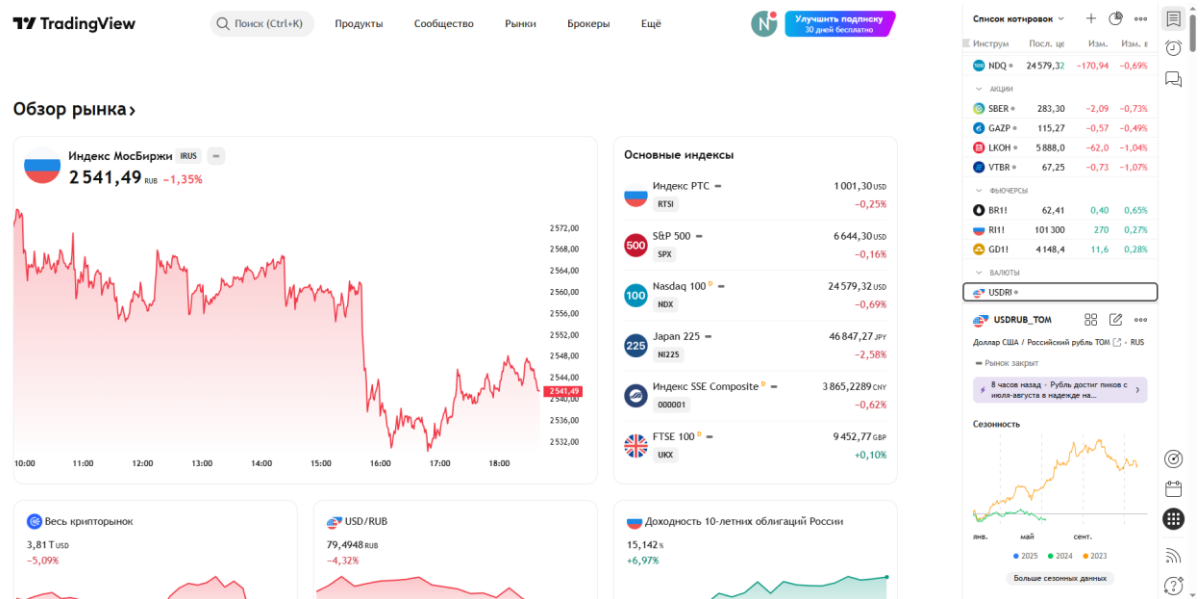 TradingView
Поиск (Ctrl+K)
Продукты
Сообщество
Рынки
Брокеры
Ещё
N
Улучшить подписку
30 дней бесплатно
Обзор рынка ›
Индекс МосБиржи IRUS
2 541,49 RUB −1,35%
2 572,00
2 568,00
2 564,00
2 560,00
2 556,00
2 552,00
2 548,00
2 544,00
2 541,49
2 540,00
2 536,00
2 532,00
10:00 11:00 12:00 13:00 14:00 15:00 16:00 17:00 18:00
Основные индексы
Индекс РТС 1 001,30 USD
RTSI −0,25%
500
S&P 500 6 644,30 USD
SPX −0,16%
100
Nasdaq 100 D 24 579,32 USD
NDX −0,69%
225
Japan 225 46 847,27 JPY
NI225 −2,58%
Индекс SSE Composite D 3 865,2289 CNY
000001 −0,62%
FTSE 100 D 9 452,77 GBP
UKX +0,10%
Весь крипторынок
3,81 T USD
−5,09%
USD/RUB
79,4948 RUB
−4,32%
Доходность 10-летних облигаций России
15,142%
+6,97%
Список котировок
Инструм Посл. це Изм. Изм. в
NDQ 24 579,32 −170,94 −0,69%
АКЦИИ
SBER 283,30 −2,09 −0,73%
GAZP 115,27 −0,57 −0,49%
LKOH 5 888,0 −62,0 −1,04%
VTBR 67,25 −0,73 −1,07%
ФЬЮЧЕРСЫ
BR1! 62,41 0,40 0,65%
RI1! 101 300 270 0,27%
GD1! 4 148,4 11,6 0,28%
ВАЛЮТЫ
USDRI
USDRUB_TOM
Доллар США / Российский рубль TOM • RUS
Рынок закрыт
8 часов назад · Рубль достиг пиков с
июля-августа в надежде на...
Сезонность
янв. май сент.
2025 2024 2023
Больше сезонных данных